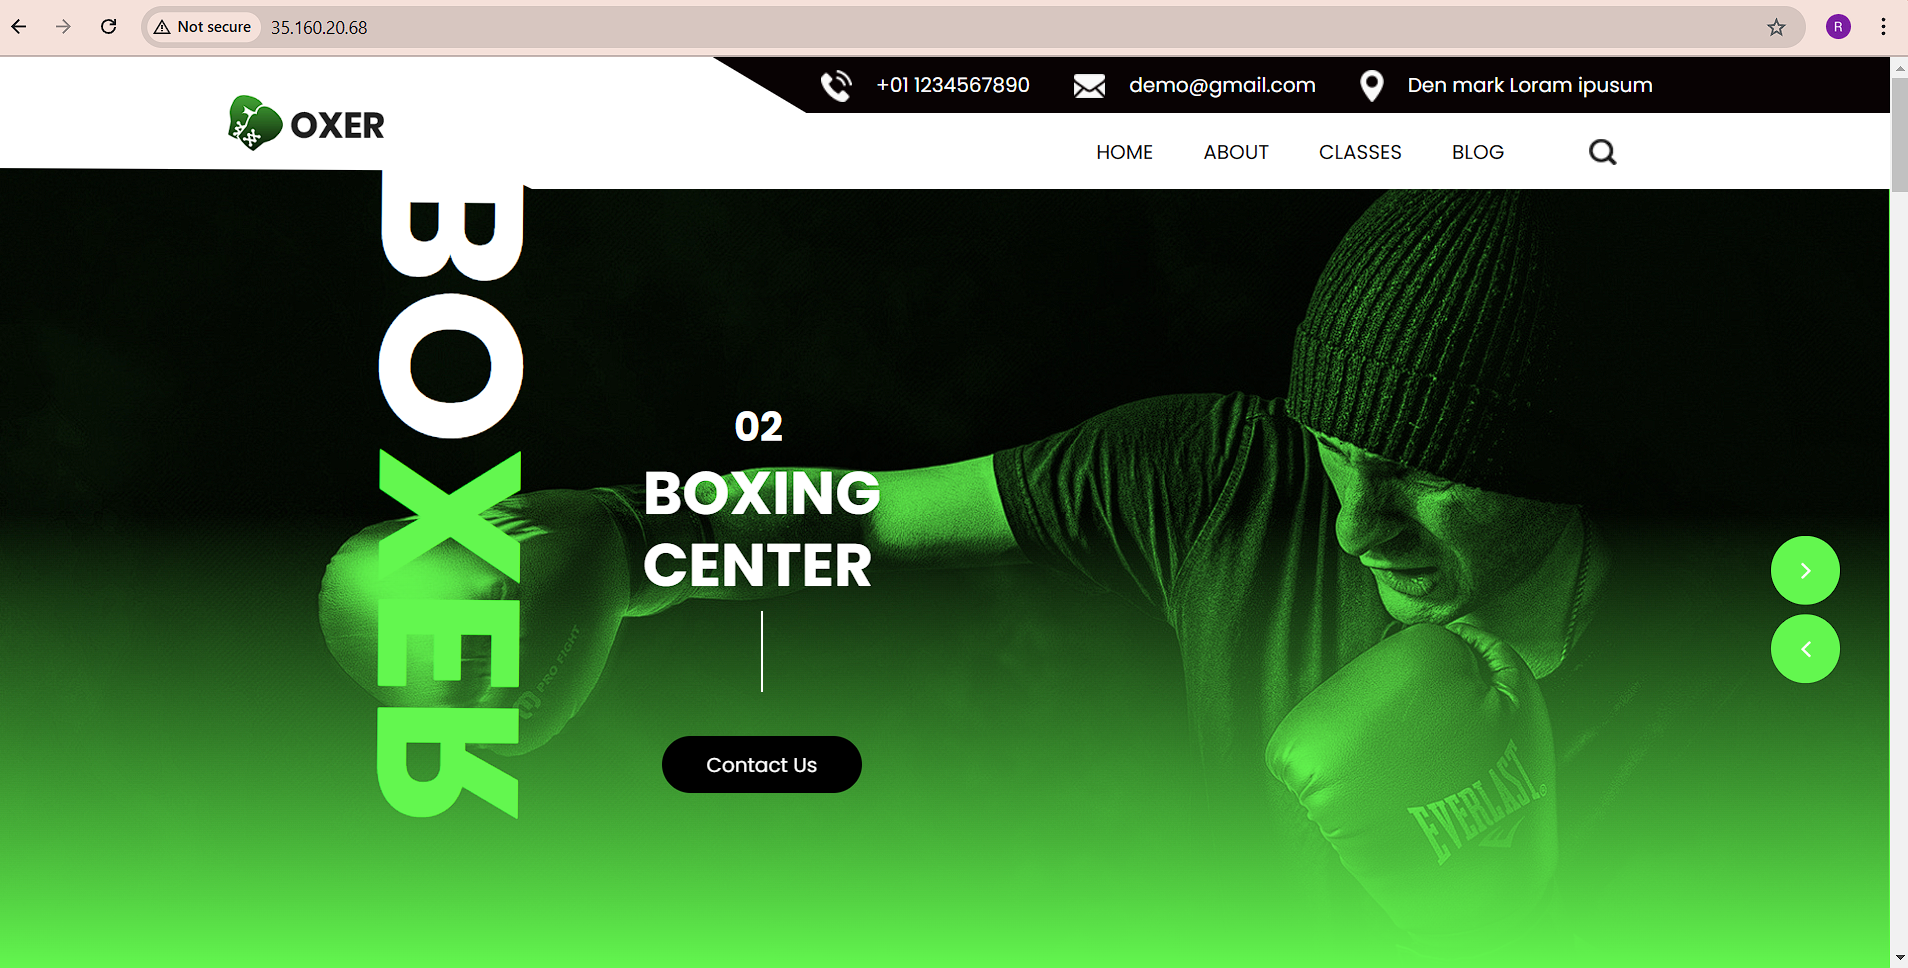 Not secure
35.160.20.68
R
+01 1234567890
demo@gmail.com
Den mark Loram ipusum
OXER
HOME
ABOUT
CLASSES
BLOG
BOXER
02
BOXING
CENTER
PRO FIGHT
Contact Us
EVERLAST®